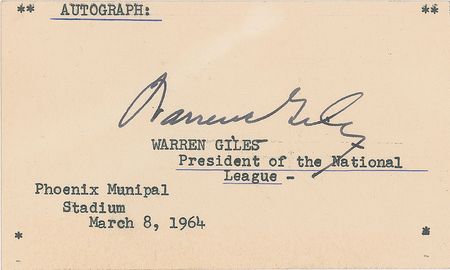 ** AUTOGRAPH: **
Warren Giles
WARREN GILES
President of the National
League -
Phoenix Munipal
Stadium
March 8, 1964
* *